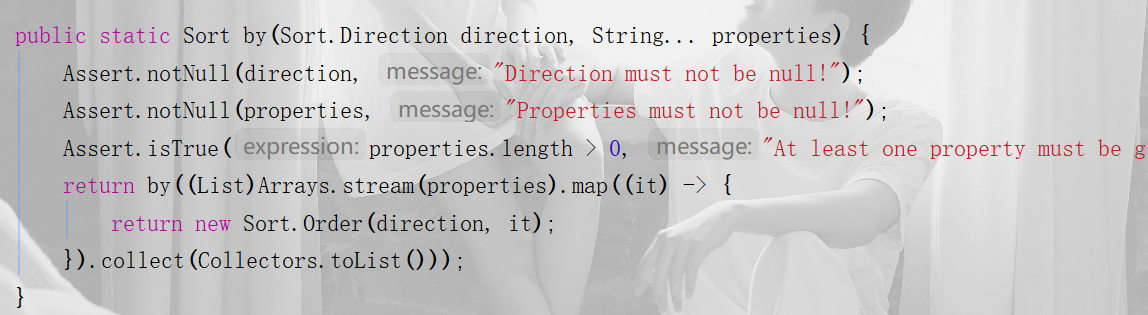 public static Sort by(Sort.Direction direction, String... properties) {
Assert.notNull(direction, message: "Direction must not be null!");
Assert.notNull(properties, message: "Properties must not be null!");
Assert.isTrue( expression: properties.length > 0, message: "At least one property must be g
return by((List)Arrays.stream(properties).map((it) -> {
return new Sort.Order(direction, it);
}).collect(Collectors.toList()));
}